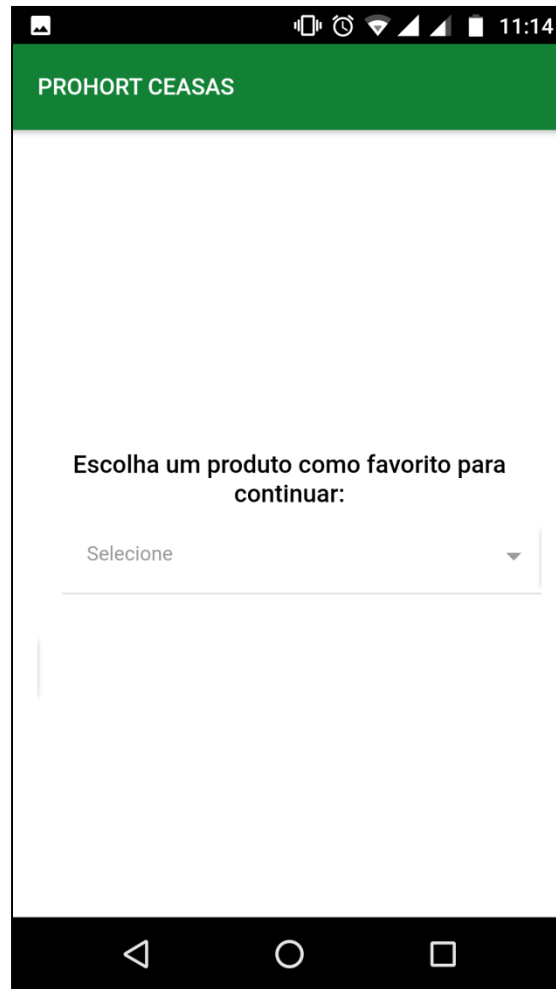 11:14
PROHORT CEASAS
Escolha um produto como favorito para
continuar:
Selecione